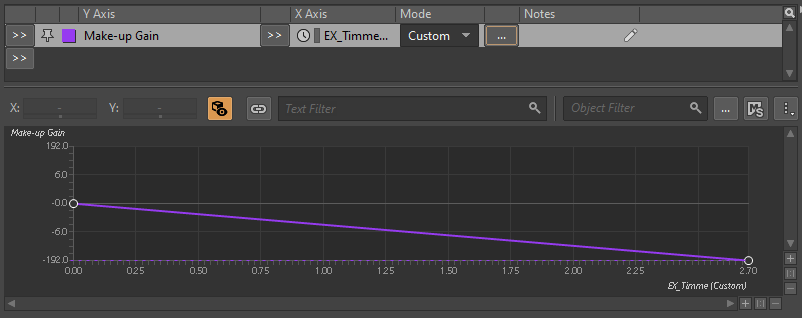 Y Axis X Axis Mode Notes
>> Make-up Gain >> EX_Timme... Custom ...
>>
X: - Y: - Text Filter Object Filter ... MS
Make-up Gain
192.0
6.0
-0.0
-6.0
-192.0
0.00 0.25 0.50 0.75 1.00 1.25 1.50 1.75 2.00 2.25 2.70
EX_Timme (Custom)